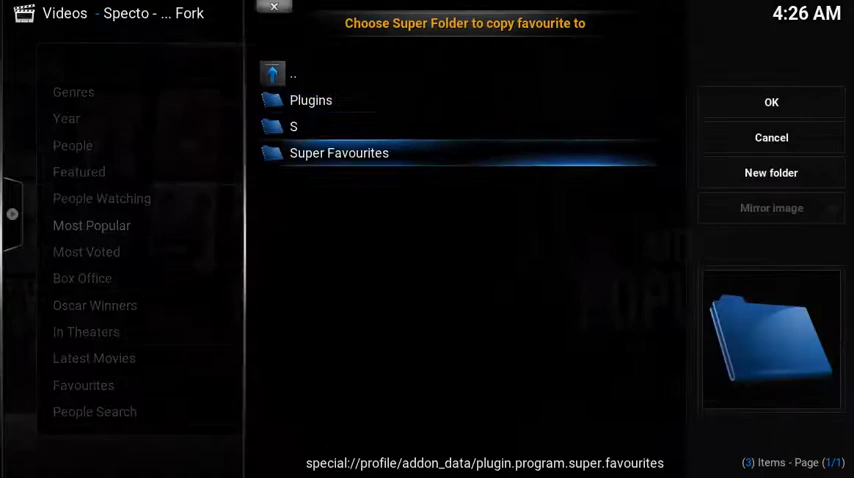 Videos - Specto - ... Fork
Choose Super Folder to copy favourite to
4:26 AM
Genres
Year
People
Featured
People Watching
Most Popular
Most Voted
Box Office
Oscar Winners
In Theaters
Latest Movies
Favourites
People Search
..
Plugins
S
Super Favourites
OK
Cancel
New folder
Mirror image
special://profile/addon_data/plugin.program.super.favourites
(3) Items - Page (1/1)